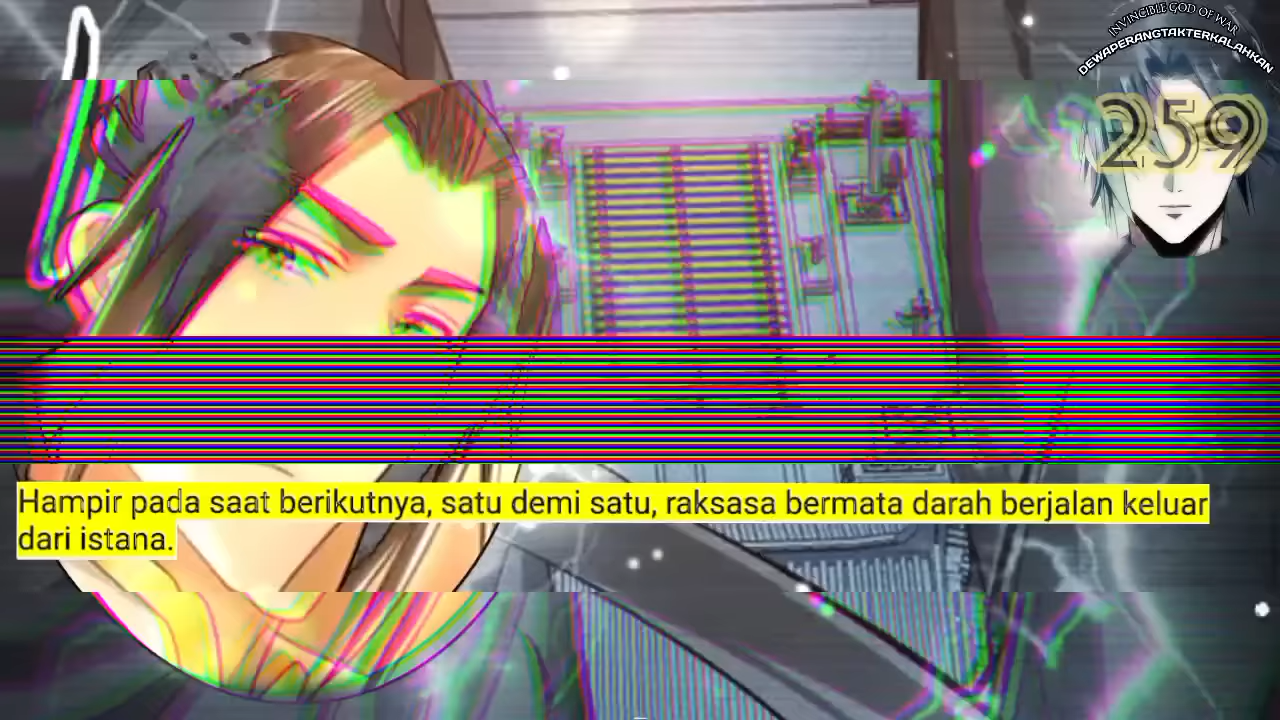 INVINCIBLE GOD OF WAR
DEWAPERANGTAKTERKALAHKAN
259
Hampir pada saat berikutnya, satu demi satu, raksasa bermata darah berjalan keluar
dari istana.